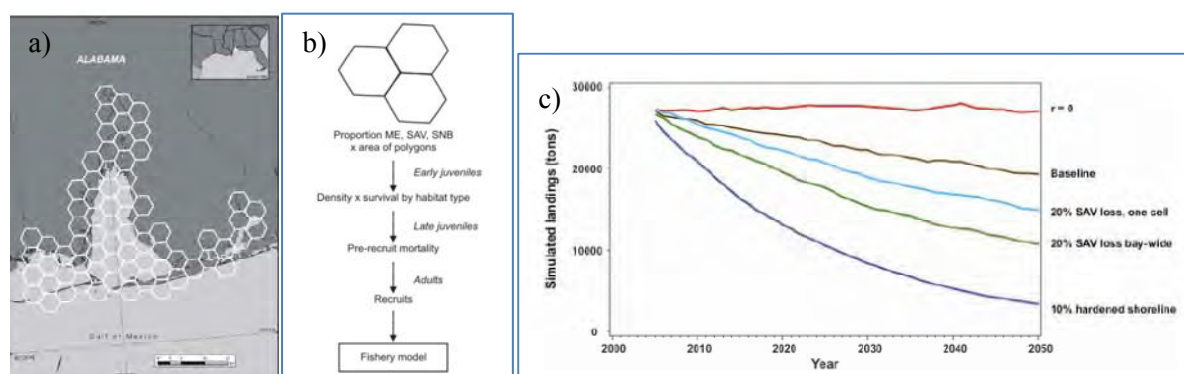 a)
ALABAMA
Gulf of Mexico
b)
Proportion ME, SAV, SNB
x area of polygons
Early juveniles
Density x survival by habitat type
Late juveniles
Pre-recruit mortality
Adults
Recruits
Fishery model
c)
Simulated landings (tons)
30000
20000
10000
0
2000
2010
2020
2030
2040
2050
Year
r = 0
Baseline
20% SAV loss, one cell
20% SAV loss bay-wide
10% hardened shoreline